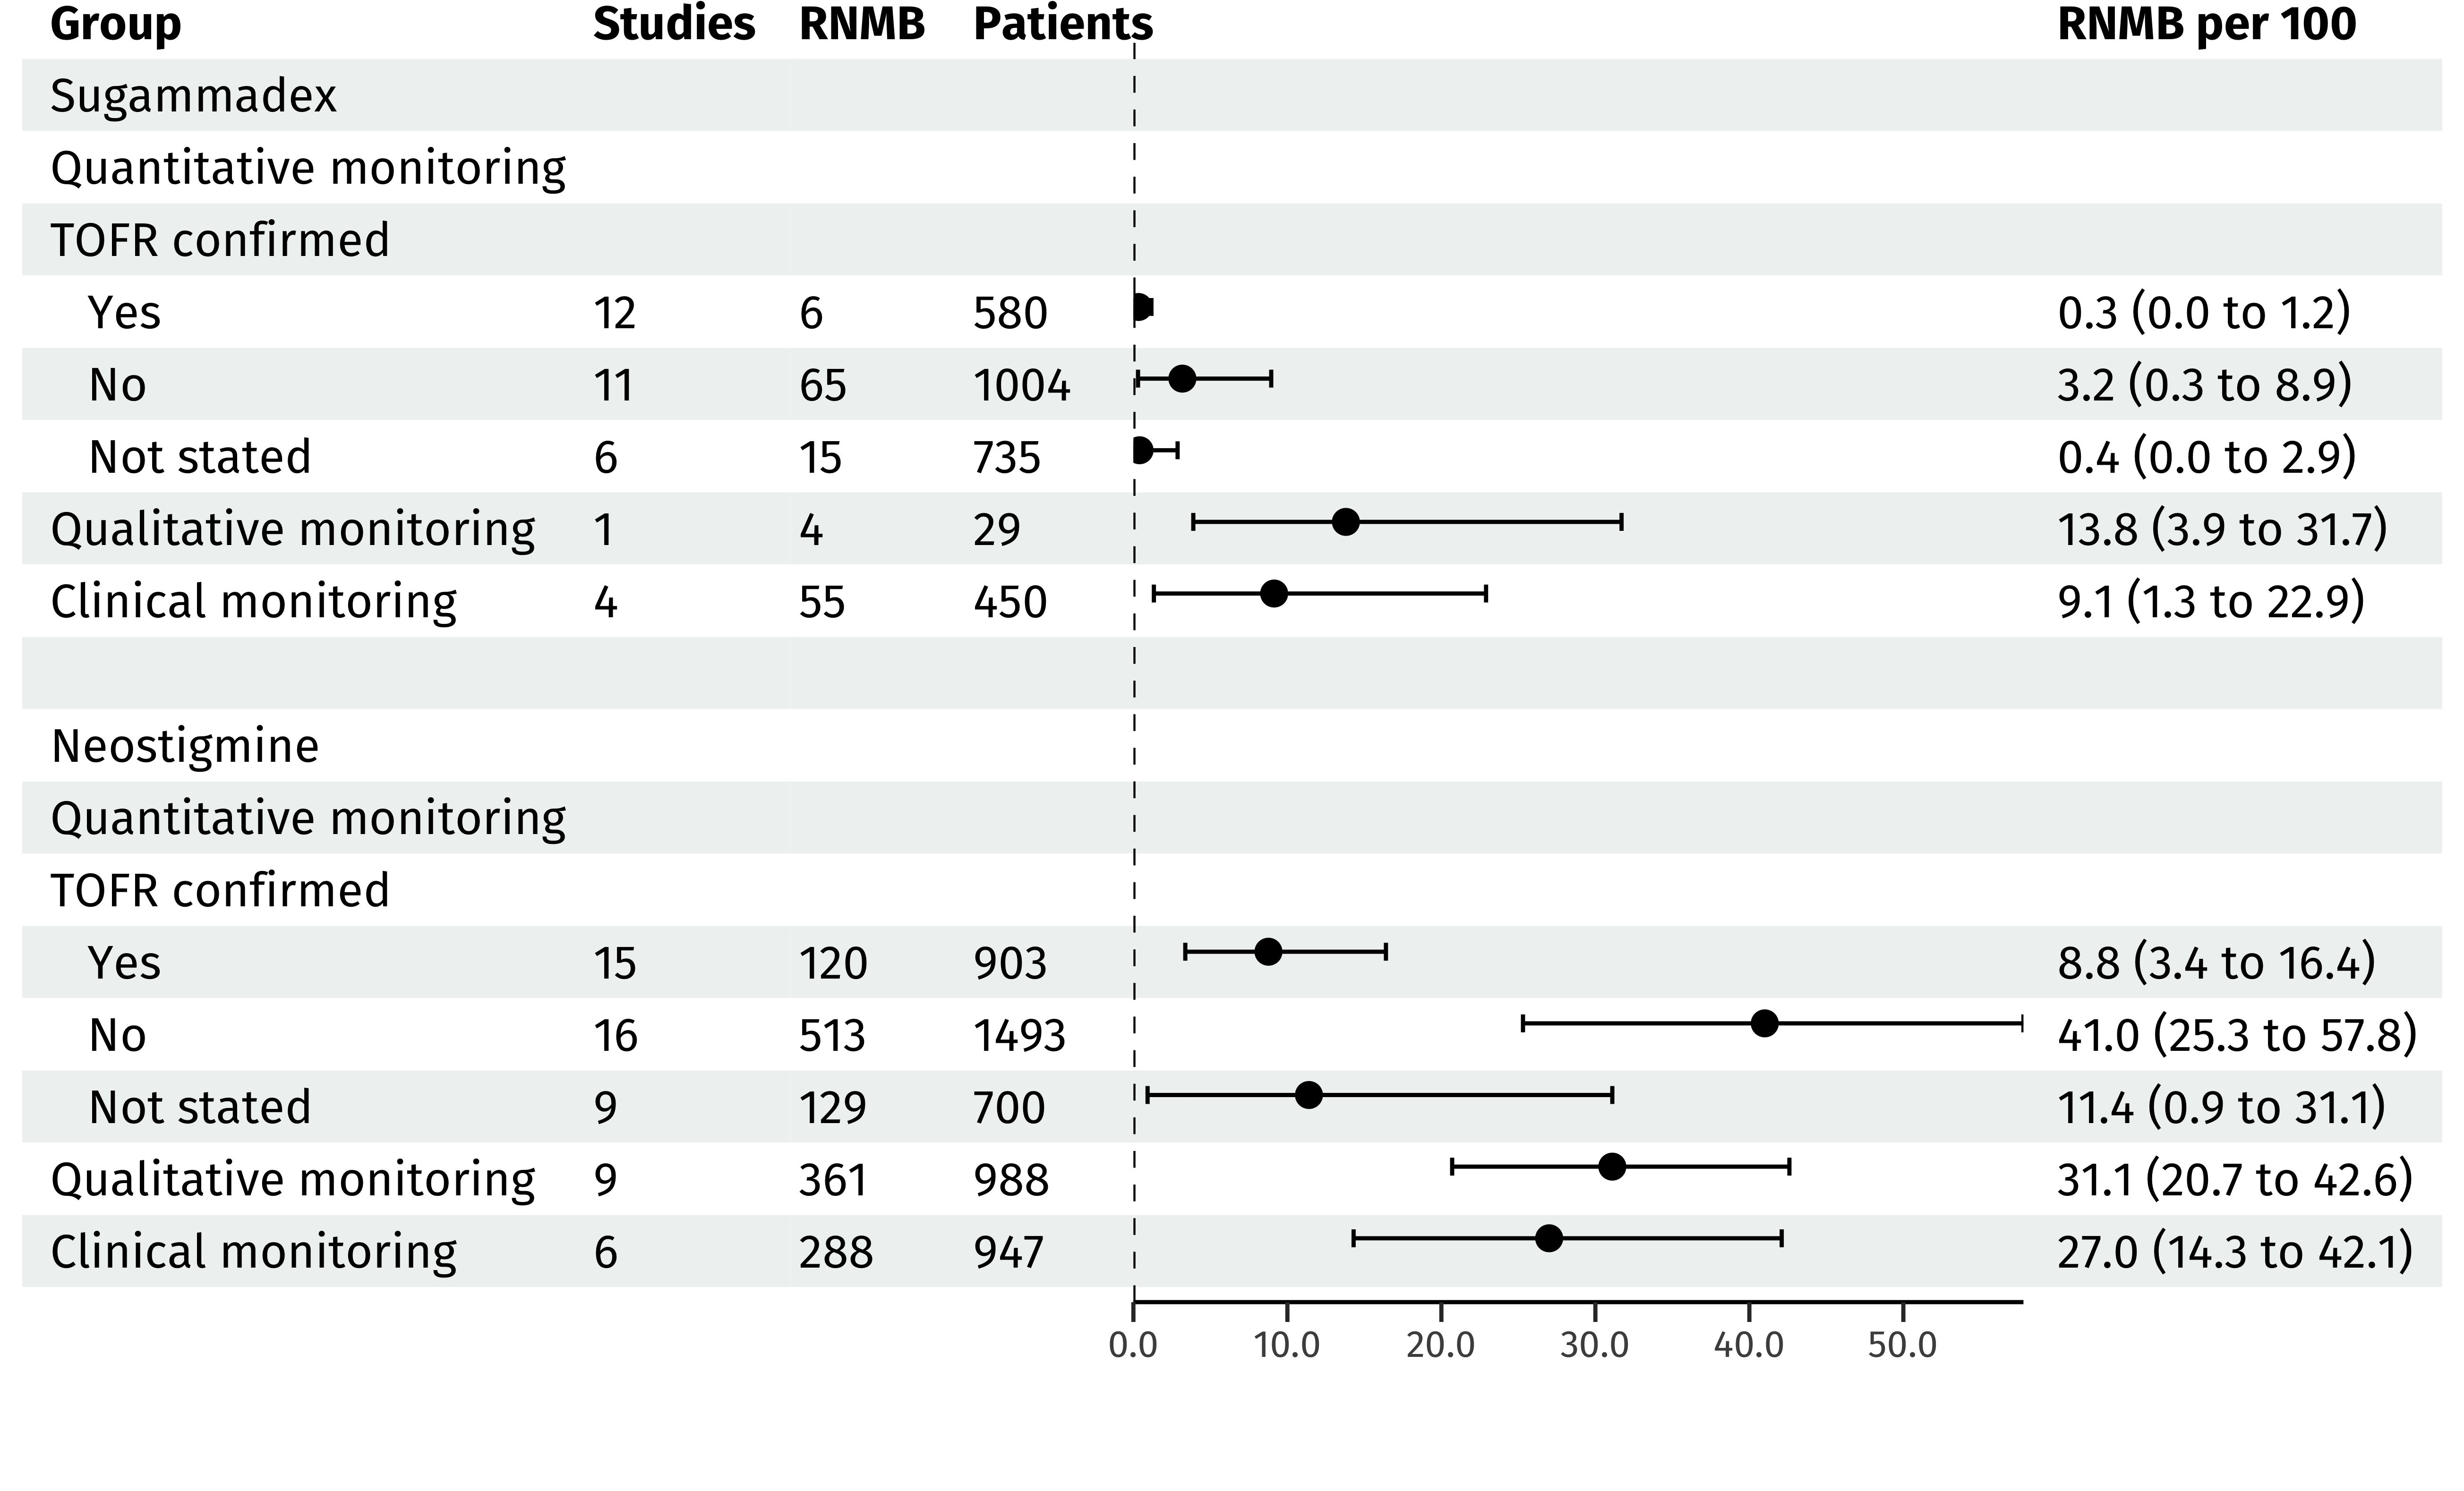 Group Studies RNMB Patients RNMB per 100
Sugammadex
Quantitative monitoring
TOFR confirmed
Yes 12 6 580 0.3 (0.0 to 1.2)
No 11 65 1004 3.2 (0.3 to 8.9)
Not stated 6 15 735 0.4 (0.0 to 2.9)
Qualitative monitoring 1 4 29 13.8 (3.9 to 31.7)
Clinical monitoring 4 55 450 9.1 (1.3 to 22.9)
Neostigmine
Quantitative monitoring
TOFR confirmed
Yes 15 120 903 8.8 (3.4 to 16.4)
No 16 513 1493 41.0 (25.3 to 57.8)
Not stated 9 129 700 11.4 (0.9 to 31.1)
Qualitative monitoring 9 361 988 31.1 (20.7 to 42.6)
Clinical monitoring 6 288 947 27.0 (14.3 to 42.1)
0.0 10.0 20.0 30.0 40.0 50.0